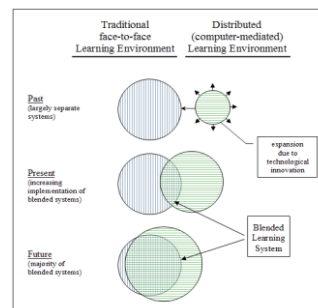 Traditional
face-to-face
Learning Environment
Distributed
(computer-mediated)
Learning Environment
Past
(largely separate
systems)
expansion
due to
technological
innovation
Present
(increasing
implementation of
blended systems)
Blended
Learning
System
Future
(majority of
blended systems)